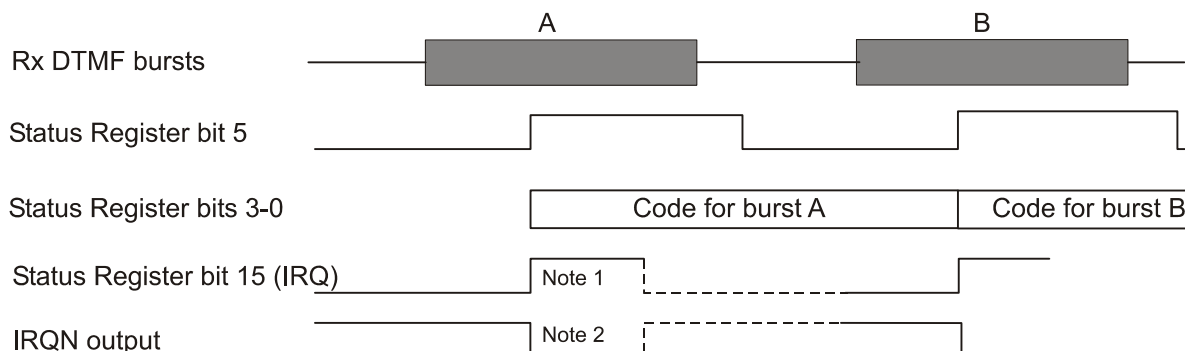 A B
Rx DTMF bursts
Status Register bit 5
Status Register bits 3-0 Code for burst A Code for burst B
Status Register bit 15 (IRQ) Note 1
IRQN output Note 2